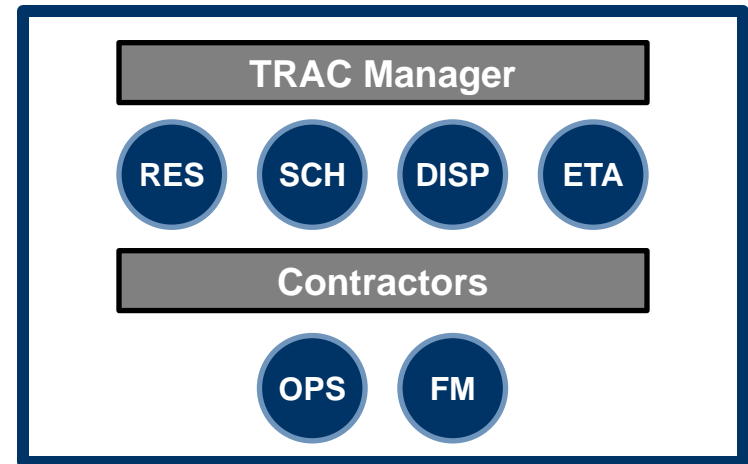 TRAC Manager
RES SCH DISP ETA
Contractors
OPS FM